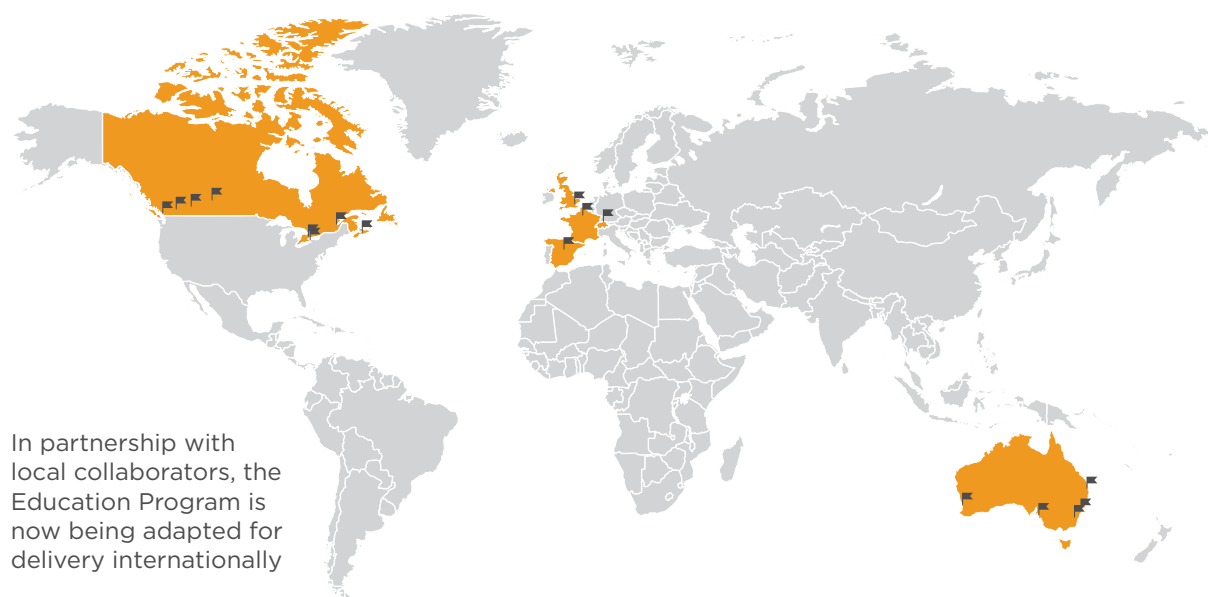 In partnership with
local collaborators, the
Education Program is
now being adapted for
delivery internationally